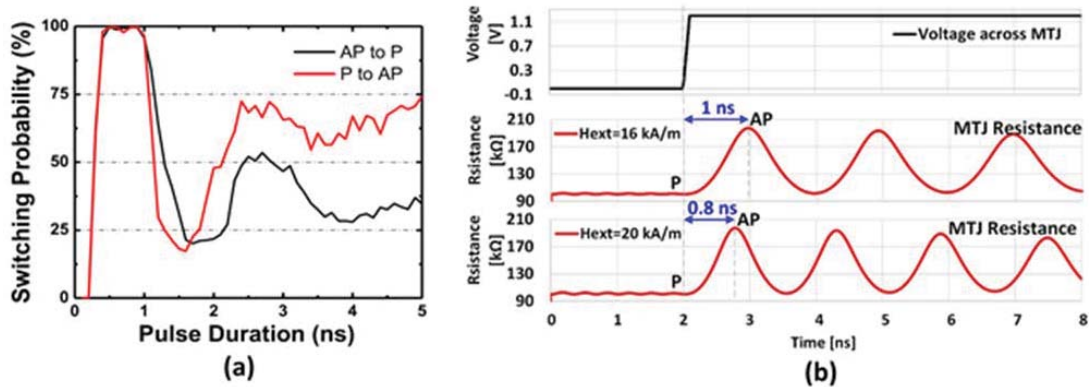 100
75
50
25
0
Switching Probability (%)
AP to P
P to AP
0 1 2 3 4 5
Pulse Duration (ns)
(a)
Voltage
[V]
1.1
0.7
0.3
-0.1
Voltage across MTJ
1 ns
AP
Rsistance
[kΩ]
210
170
130
90
Hext=16 kA/m
MTJ Resistance
P
0.8 ns
AP
Rsistance
[kΩ]
210
170
130
90
Hext=20 kA/m
MTJ Resistance
P
0 1 2 3 4 5 6 7 8
Time [ns]
(b)